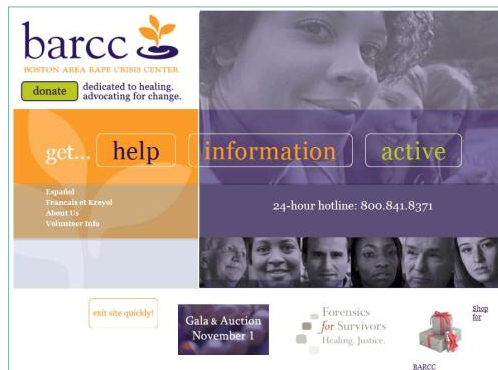 barcc
BOSTON AREA RAPE CRISIS CENTER
donate
dedicated to healing.
advocating for change.
get... help information active
Español
Francais et Kreyol
About Us
Volunteer Info
24-hour hotline: 800.841.8371
exit site quickly!
Gala & Auction
November 1
Forensics
for Survivors
Healing. Justice.
Shop
for
BARCC